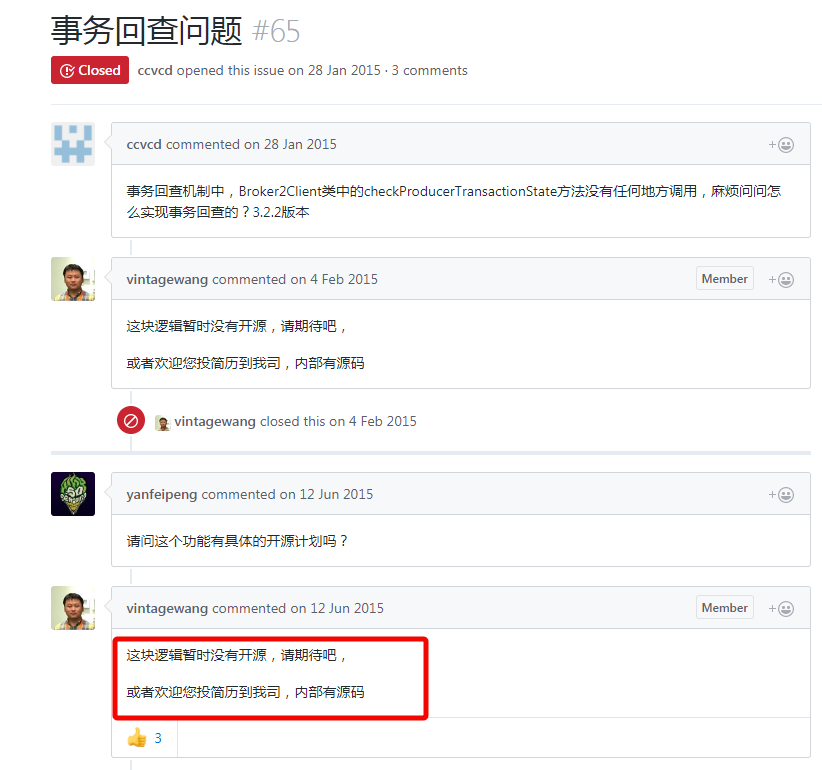 事务回查问题 #65
Closed ccvcd opened this issue on 28 Jan 2015 · 3 comments
ccvcd commented on 28 Jan 2015
事务回查机制中，Broker2Client类中的checkProducerTransactionState方法没有任何地方调用，麻烦问问怎
么实现事务回查的？3.2.2版本
vintagewang commented on 4 Feb 2015 Member
这块逻辑暂时没有开源，请期待吧，
或者欢迎您投简历到我司，内部有源码
vintagewang closed this on 4 Feb 2015
yanfeipeng commented on 12 Jun 2015
请问这个功能有具体的开源计划吗？
vintagewang commented on 12 Jun 2015 Member
这块逻辑暂时没有开源，请期待吧，
或者欢迎您投简历到我司，内部有源码
3